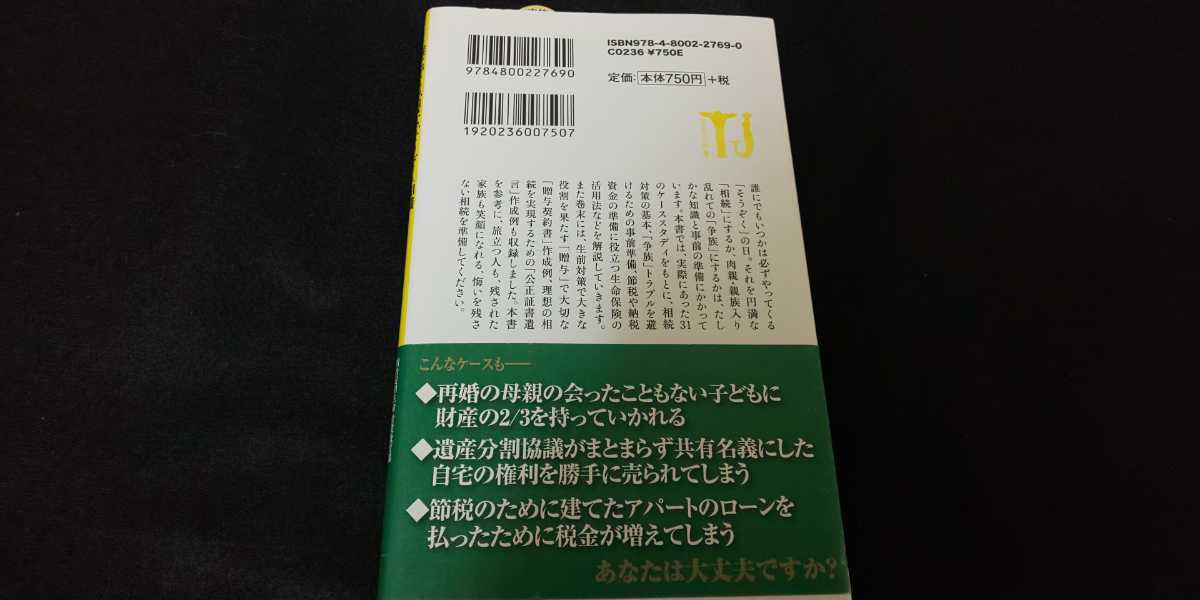 ISBN978-4-8002-2769-0
C0236 ¥750E
9784800227690
定価:本体750円+税
1920236007507
TJ
誰にでもいつかは必ずやってくる
「そうぞく」の日。それを円満な
「相続」にするか、肉親・親族入り
乱れての「争族」にするかは、たし
かな知識と事前の準備にかかって
います。本書では、実際にあった31
のケーススタディをもとに、相続
対策の基本、「争族」トラブルを避
けるための事前準備、節税や納税
資金の準備に役立つ生命保険の
活用法などを解説していきます。
また巻末には、生前対策で大きな
役割を果たす「贈与」で大切な
「贈与契約書」作成例、理想の相
続を実現するための「公正証書遺
言」作成例も収録しました。本書
を参考に、旅立つ人も、残された
家族も笑顔になれる、悔いを残さ
ない相続を準備してください。
こんなケースも――
◆再婚の母親の会ったこともない子どもに
財産の2/3を持っていかれる
◆遺産分割協議がまとまらず共有名義にした
自宅の権利を勝手に売られてしまう
◆節税のために建てたアパートのローンを
払ったために税金が増えてしまう
あなたは大丈夫ですか?